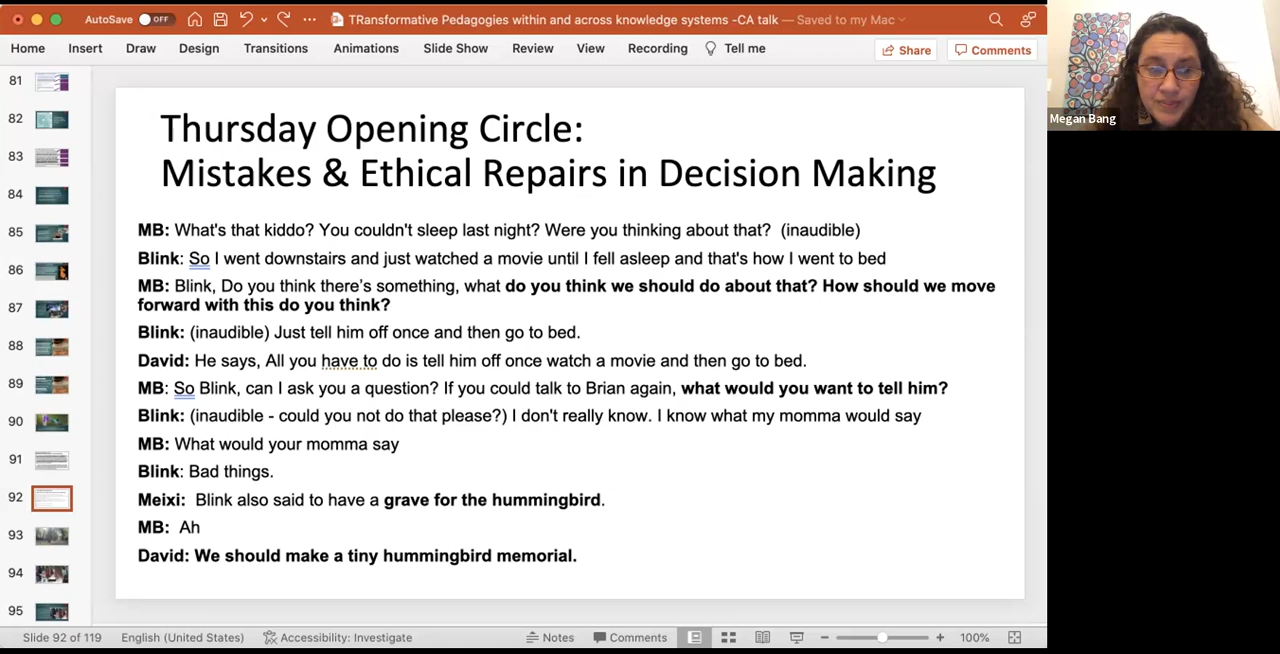 AutoSave OFF TRansformative Pedagogies within and across knowledge systems -CA talk — Saved to my Mac
Home Insert Draw Design Transitions Animations Slide Show Review View Recording Tell me Share Comments
Megan Bang
81
82
83
84
85
86
87
88
89
90
91
92
93
94
95
Thursday Opening Circle:
Mistakes & Ethical Repairs in Decision Making
MB: What's that kiddo? You couldn't sleep last night? Were you thinking about that? (inaudible)
Blink: So I went downstairs and just watched a movie until I fell asleep and that's how I went to bed
MB: Blink, Do you think there's something, what do you think we should do about that? How should we move
forward with this do you think?
Blink: (inaudible) Just tell him off once and then go to bed.
David: He says, All you have to do is tell him off once watch a movie and then go to bed.
MB: So Blink, can I ask you a question? If you could talk to Brian again, what would you want to tell him?
Blink: (inaudible - could you not do that please?) I don't really know. I know what my momma would say
MB: What would your momma say
Blink: Bad things.
Meixi: Blink also said to have a grave for the hummingbird.
MB: Ah
David: We should make a tiny hummingbird memorial.
Slide 92 of 119 English (United States) Accessibility: Investigate Notes Comments 100%